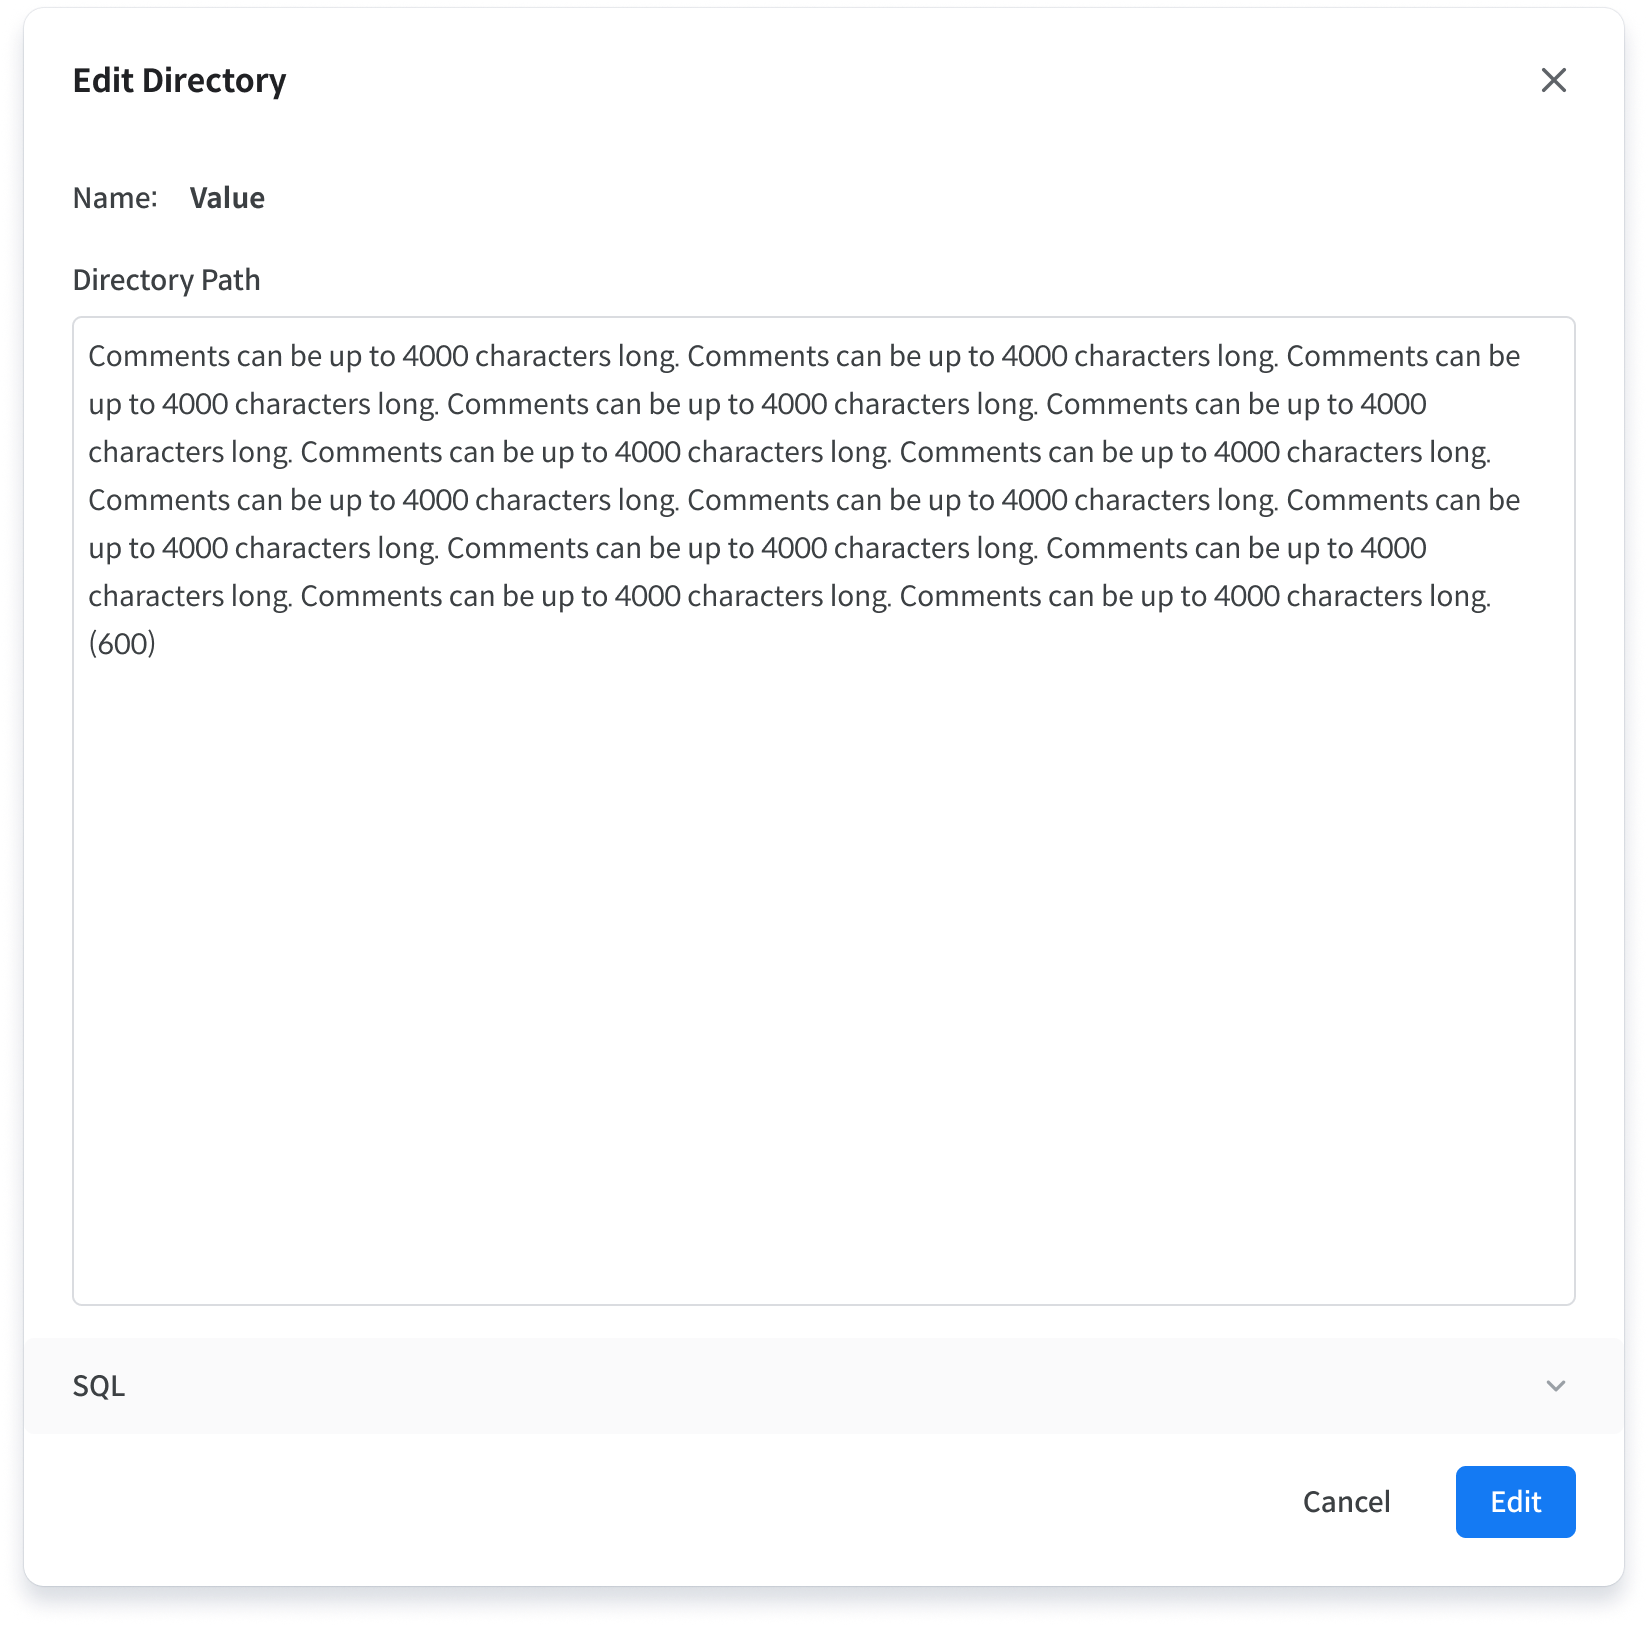 Edit Directory
Name: Value
Directory Path
Comments can be up to 4000 characters long. Comments can be up to 4000 characters long. Comments can be
up to 4000 characters long. Comments can be up to 4000 characters long. Comments can be up to 4000
characters long. Comments can be up to 4000 characters long. Comments can be up to 4000 characters long.
Comments can be up to 4000 characters long. Comments can be up to 4000 characters long. Comments can be
up to 4000 characters long. Comments can be up to 4000 characters long. Comments can be up to 4000
characters long. Comments can be up to 4000 characters long. Comments can be up to 4000 characters long.
(600)
SQL
Cancel Edit